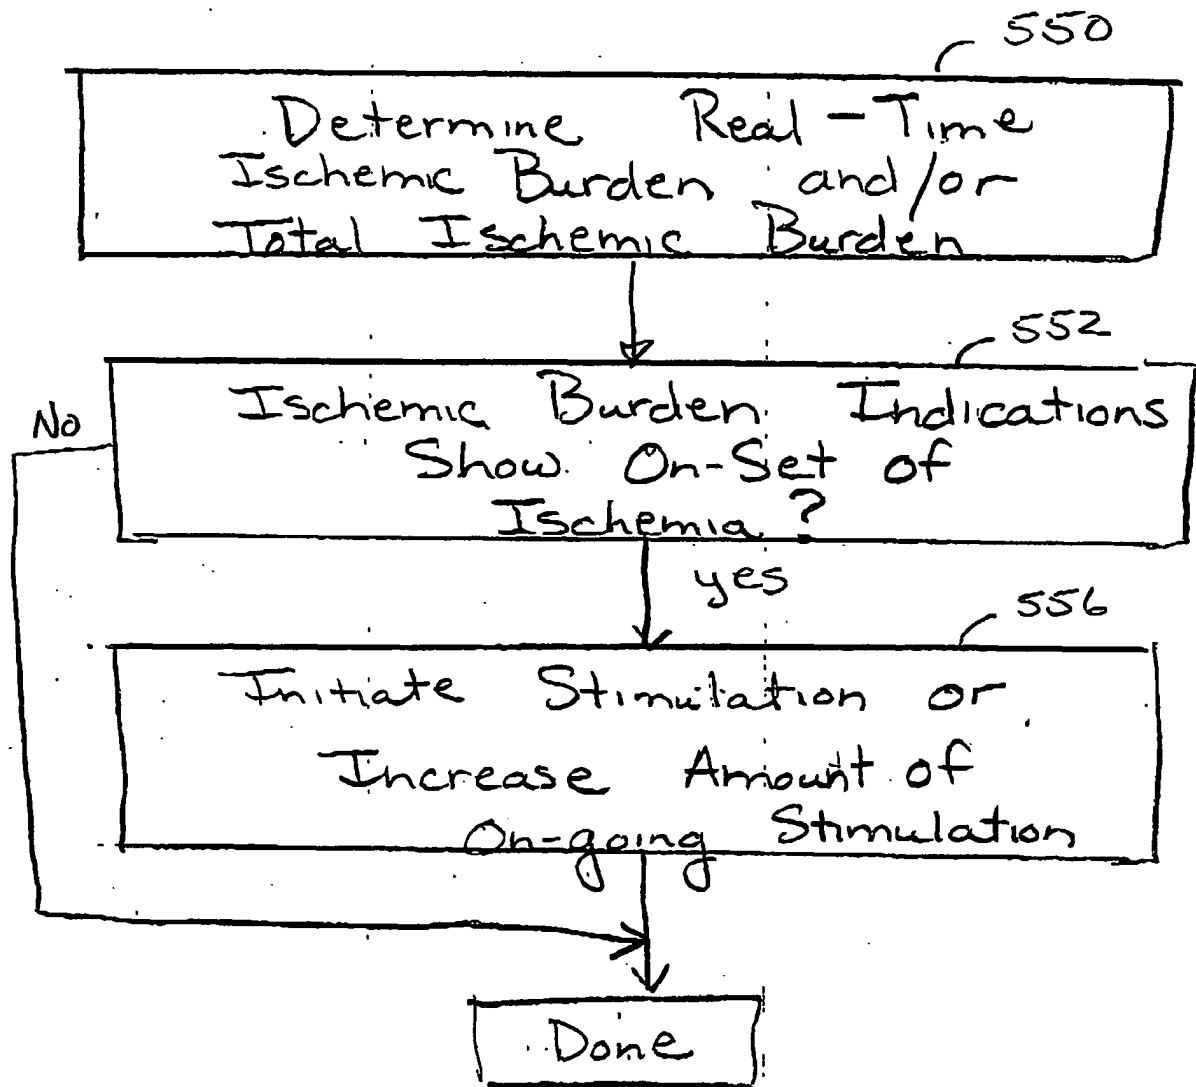 550
Determine Real-Time
Ischemic Burden and/or
Total Ischemic Burden
552
No
Ischemic Burden Indications
Show On-Set of
Ischemia?
yes
556
Initiate Stimulation or
Increase Amount of
On-going Stimulation
Done